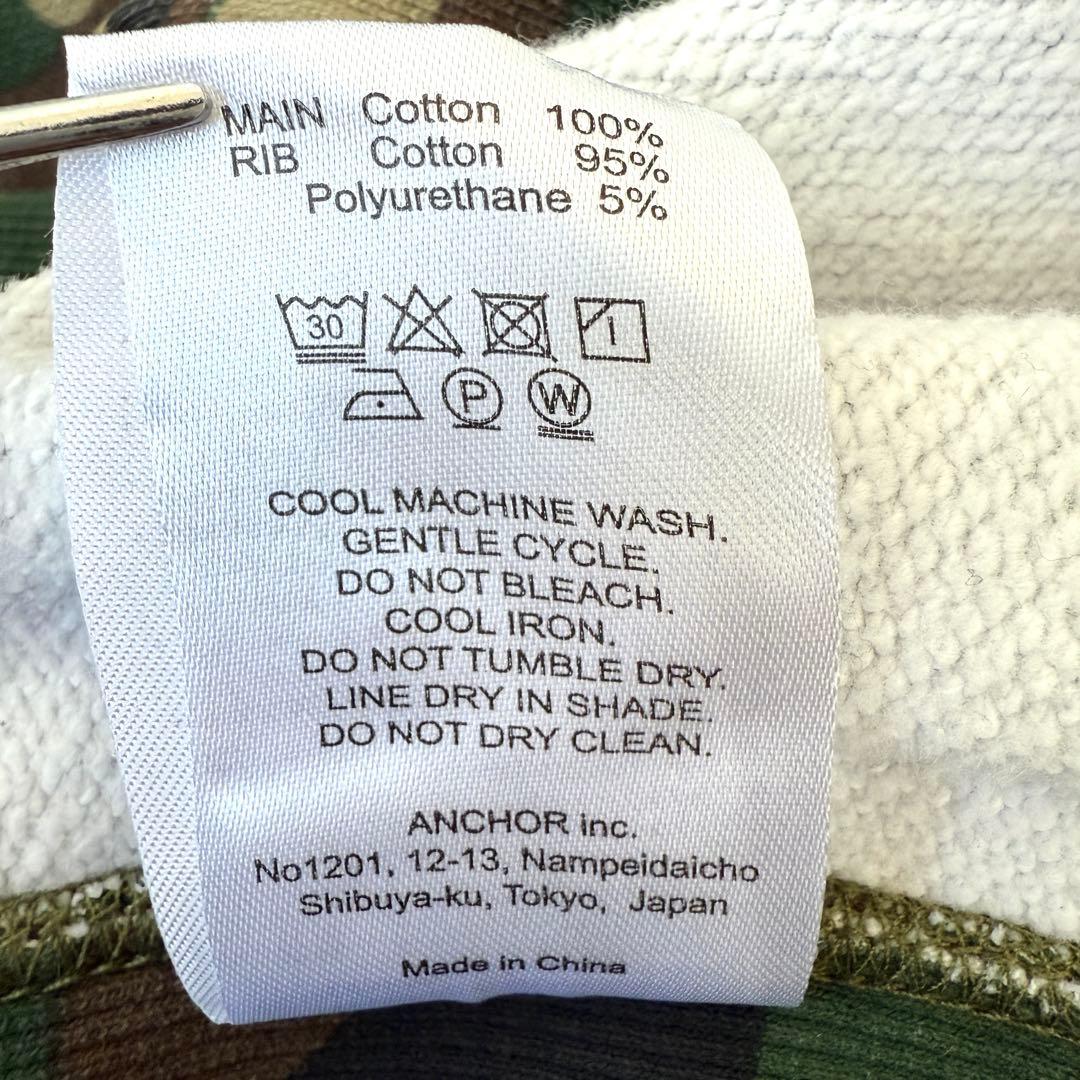 MAIN Cotton 100%
RIB Cotton 95%
Polyurethane 5%
30
P W
COOL MACHINE WASH.
GENTLE CYCLE.
DO NOT BLEACH.
COOL IRON.
DO NOT TUMBLE DRY.
LINE DRY IN SHADE.
DO NOT DRY CLEAN.
ANCHOR inc.
No1201, 12-13, Nampeidaicho
Shibuya-ku, Tokyo, Japan
Made in China